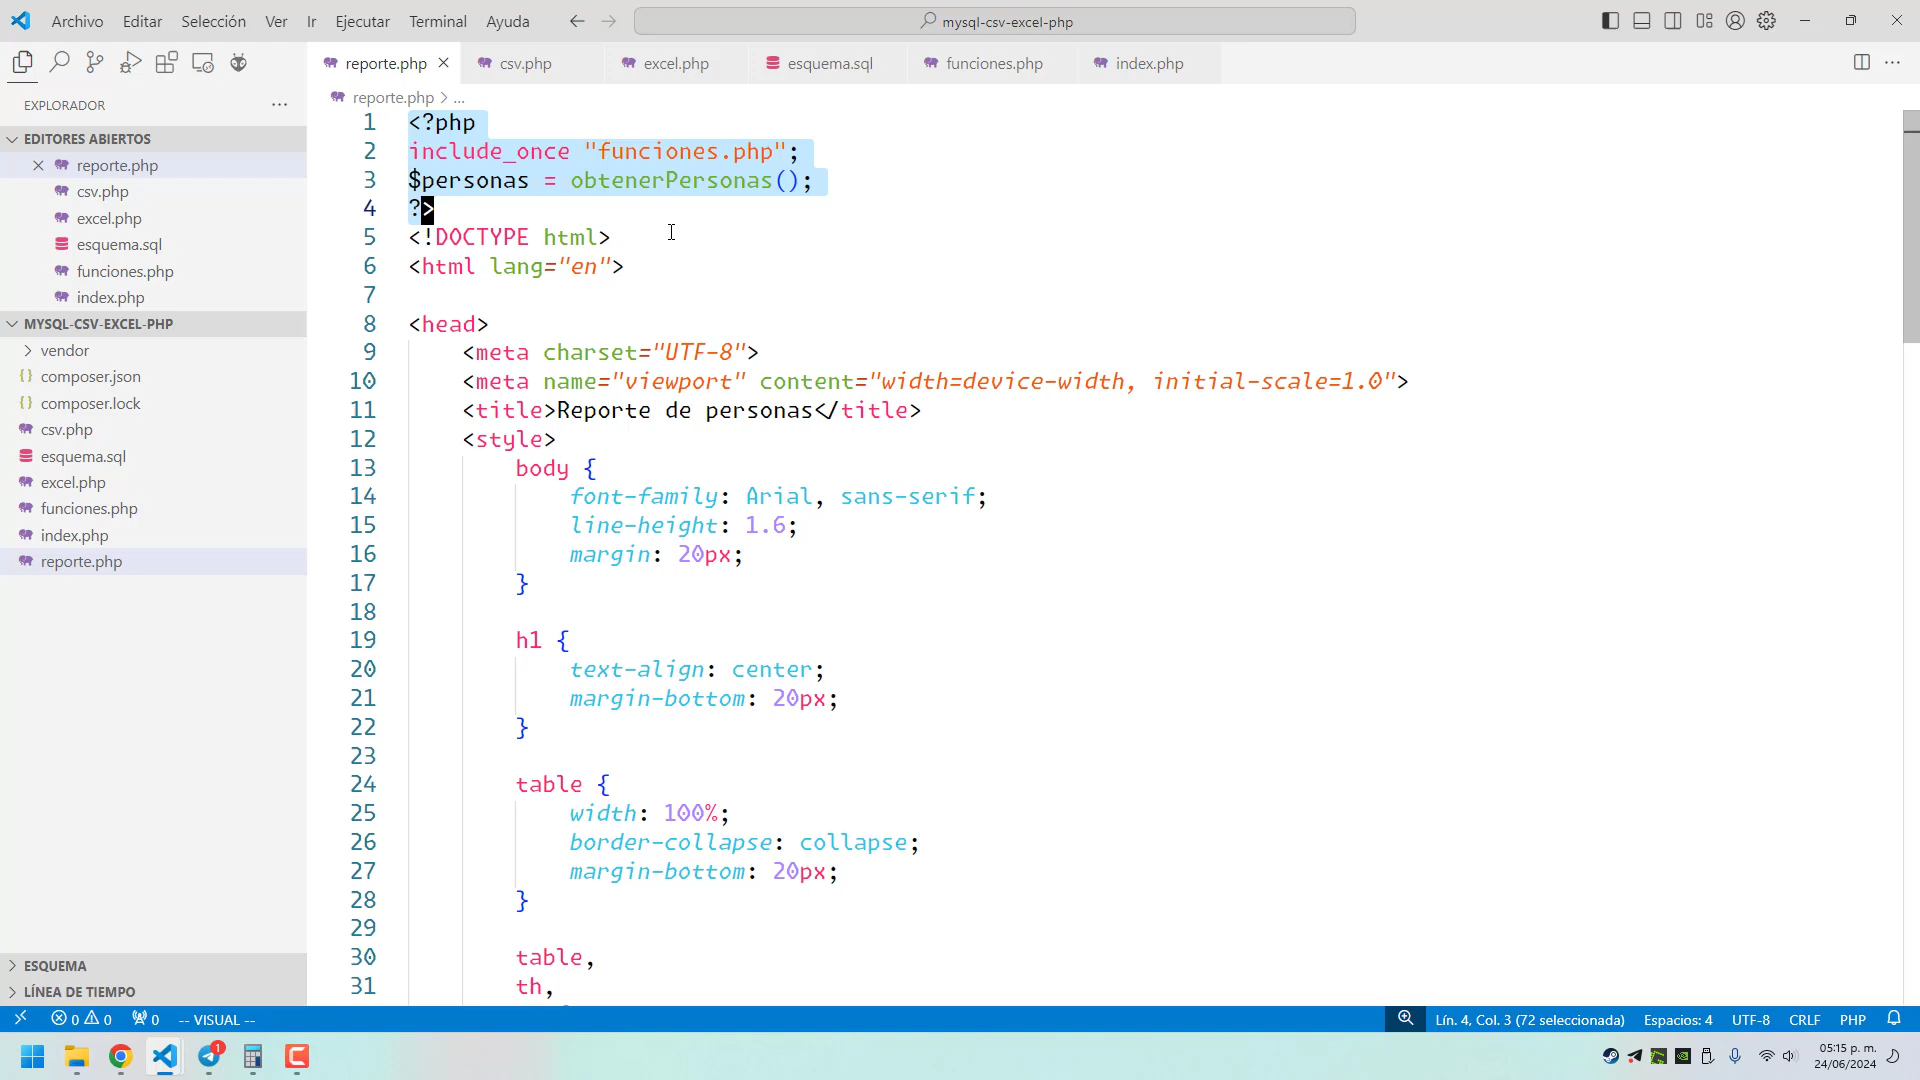 Archivo Editar Selección Ver Ir Ejecutar Terminal Ayuda mysql-csv-excel-php
reporte.php csv.php excel.php esquema.sql funciones.php index.php
EXPLORADOR
reporte.php > ...
EDITORES ABIERTOS
reporte.php
csv.php
excel.php
esquema.sql
funciones.php
index.php
MYSQL-CSV-EXCEL-PHP
vendor
composer.json
composer.lock
csv.php
esquema.sql
excel.php
funciones.php
index.php
reporte.php
ESQUEMA
LÍNEA DE TIEMPO
1 <?php
2 include_once "funciones.php";
3 $personas = obtenerPersonas();
4 ?>
5 <!DOCTYPE html>
6 <html lang="en">
7
8 <head>
9 <meta charset="UTF-8">
10 <meta name="viewport" content="width=device-width, initial-scale=1.0">
11 <title>Reporte de personas</title>
12 <style>
13 body {
14 font-family: Arial, sans-serif;
15 line-height: 1.6;
16 margin: 20px;
17 }
18
19 h1 {
20 text-align: center;
21 margin-bottom: 20px;
22 }
23
24 table {
25 width: 100%;
26 border-collapse: collapse;
27 margin-bottom: 20px;
28 }
29
30 table,
31 th,
0 0 0 -- VISUAL -- Lín. 4, Col. 3 (72 seleccionada) Espacios: 4 UTF-8 CRLF PHP
1
05:15 p. m.
24/06/2024